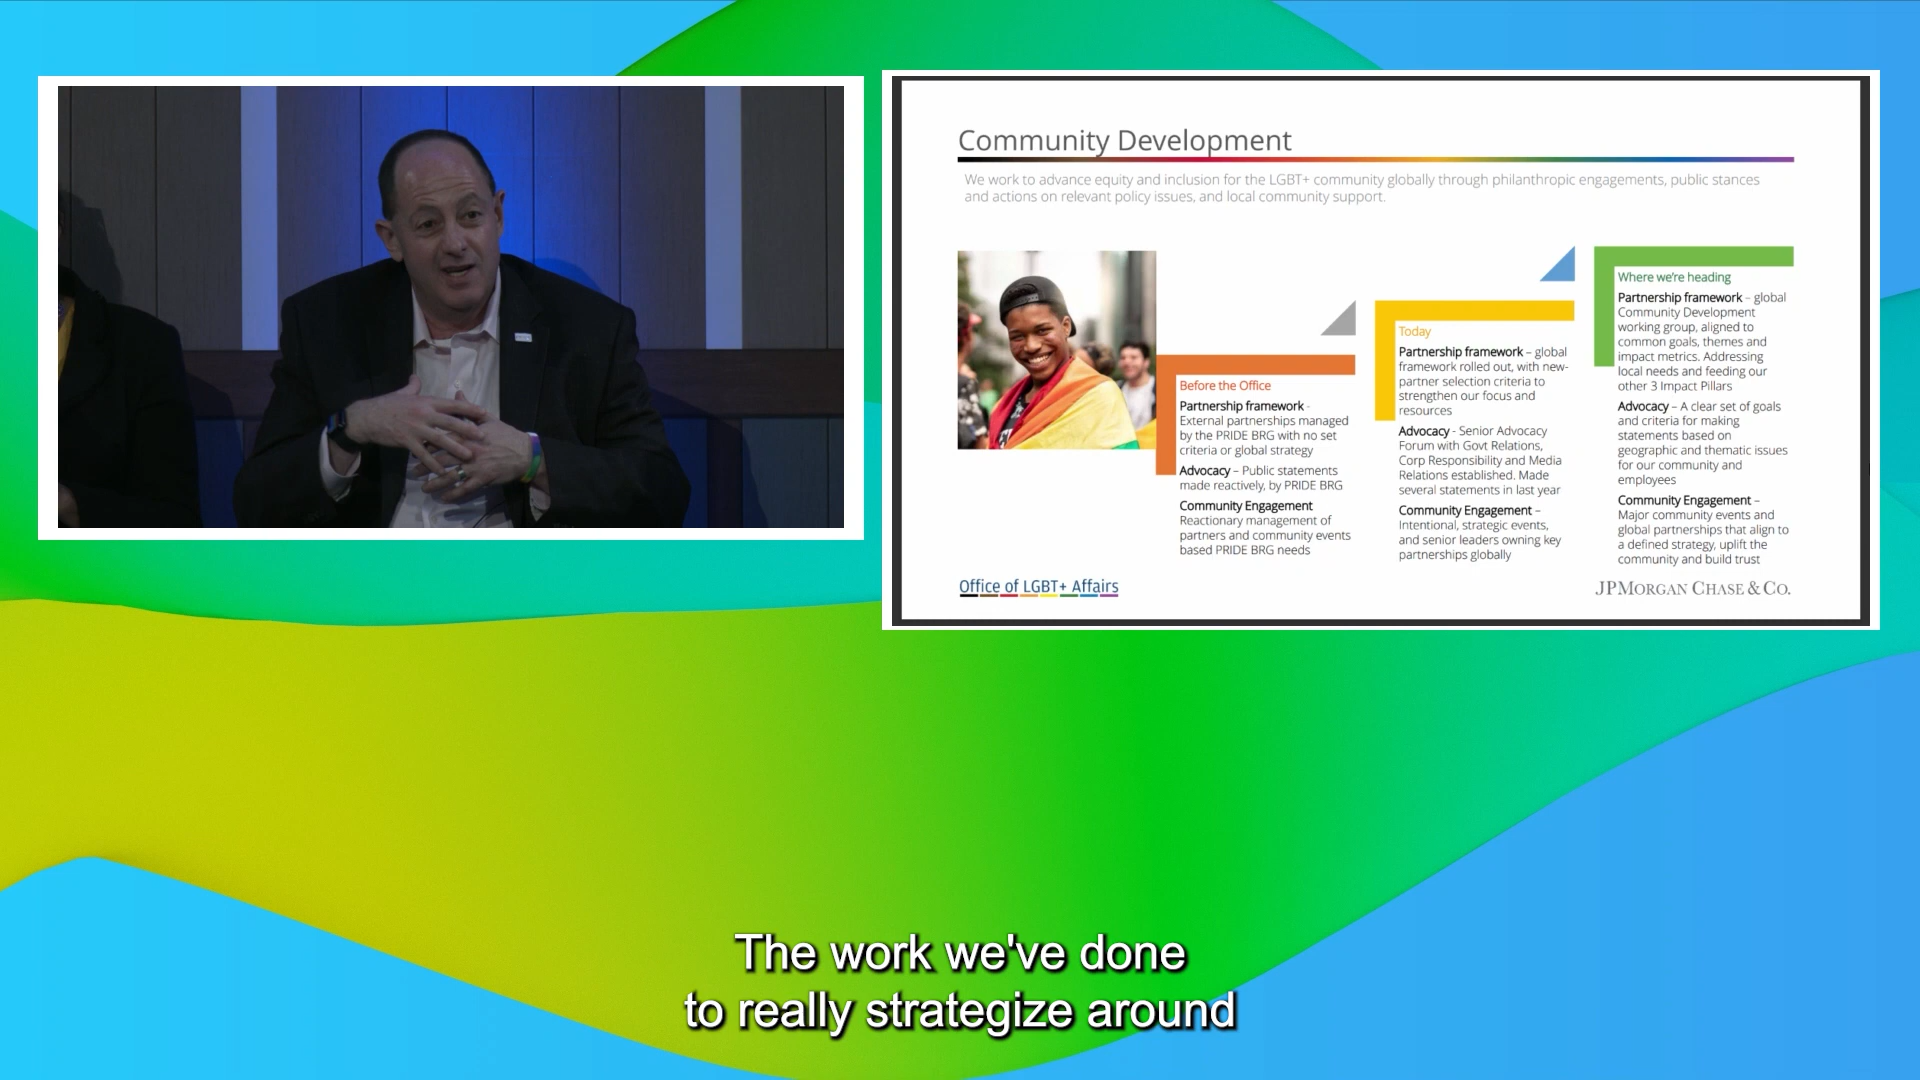 Community Development
We work to advance equity and inclusion for the LGBT+ community globally through philanthropic engagements, public stances
and actions on relevant policy issues, and local community support.
Before the Office
Partnership framework -
External partnerships managed
by the PRIDE BRG with no set
criteria or global strategy
Advocacy – Public statements
made reactively, by PRIDE BRG
Community Engagement
Reactionary management of
partners and community events
based PRIDE BRG needs
Today
Partnership framework – global
framework rolled out, with new-
partner selection criteria to
strengthen our focus and
resources
Advocacy - Senior Advocacy
Forum with Govt Relations,
Corp Responsibility and Media
Relations established. Made
several statements in last year
Community Engagement –
Intentional, strategic events,
and senior leaders owning key
partnerships globally
Where we're heading
Partnership framework – global
Community Development
working group, aligned to
common goals, themes and
impact metrics. Addressing
local needs and feeding our
other 3 Impact Pillars
Advocacy – A clear set of goals
and criteria for making
statements based on
geographic and thematic issues
for our community and
employees
Community Engagement –
Major community events and
global partnerships that align to
a defined strategy, uplift the
community and build trust
Office of LGBT+ Affairs
JPMORGAN CHASE & CO.
The work we've done
to really strategize around